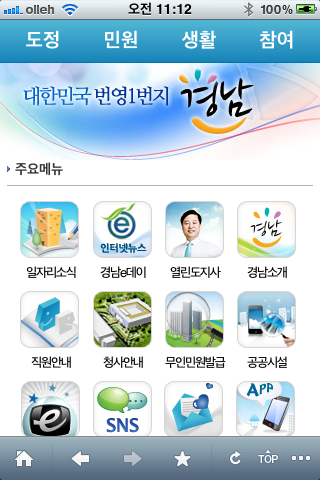 olleh 오전 11:12 100%
도정 민원 생활 참여
대한민국 번영1번지 경남
주요메뉴
e
인터넷뉴스
경남
일자리소식 경남e데이 열린도지사 경남소개
직원안내 청사안내 무인민원발급 공공시설
e
SNS
APP
TOP